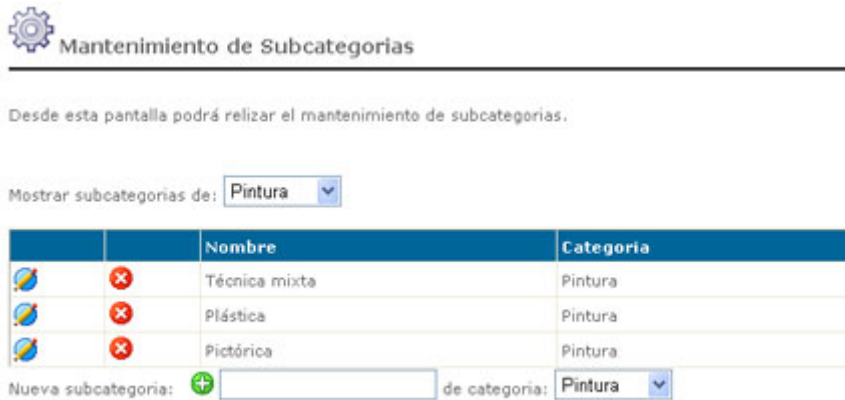 Mantenimiento de Subcategorias
Desde esta pantalla podrá relizar el mantenimiento de subcategorias.
Mostrar subcategorias de: Pintura
Nombre Categoria
Técnica mixta Pintura
Plástica Pintura
Pictórica Pintura
Nueva subcategoria: de categoria: Pintura